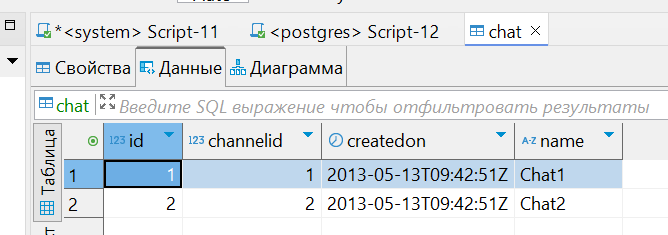 *<system> Script-11 <postgres> Script-12 chat
Свойства Данные Диаграмма
chat Введите SQL выражение чтобы отфильтровать результаты
Таблица
123 id 123 channelid createdon A-Z name
1 1 1 2013-05-13T09:42:51Z Chat1
2 2 2 2013-05-13T09:42:51Z Chat2